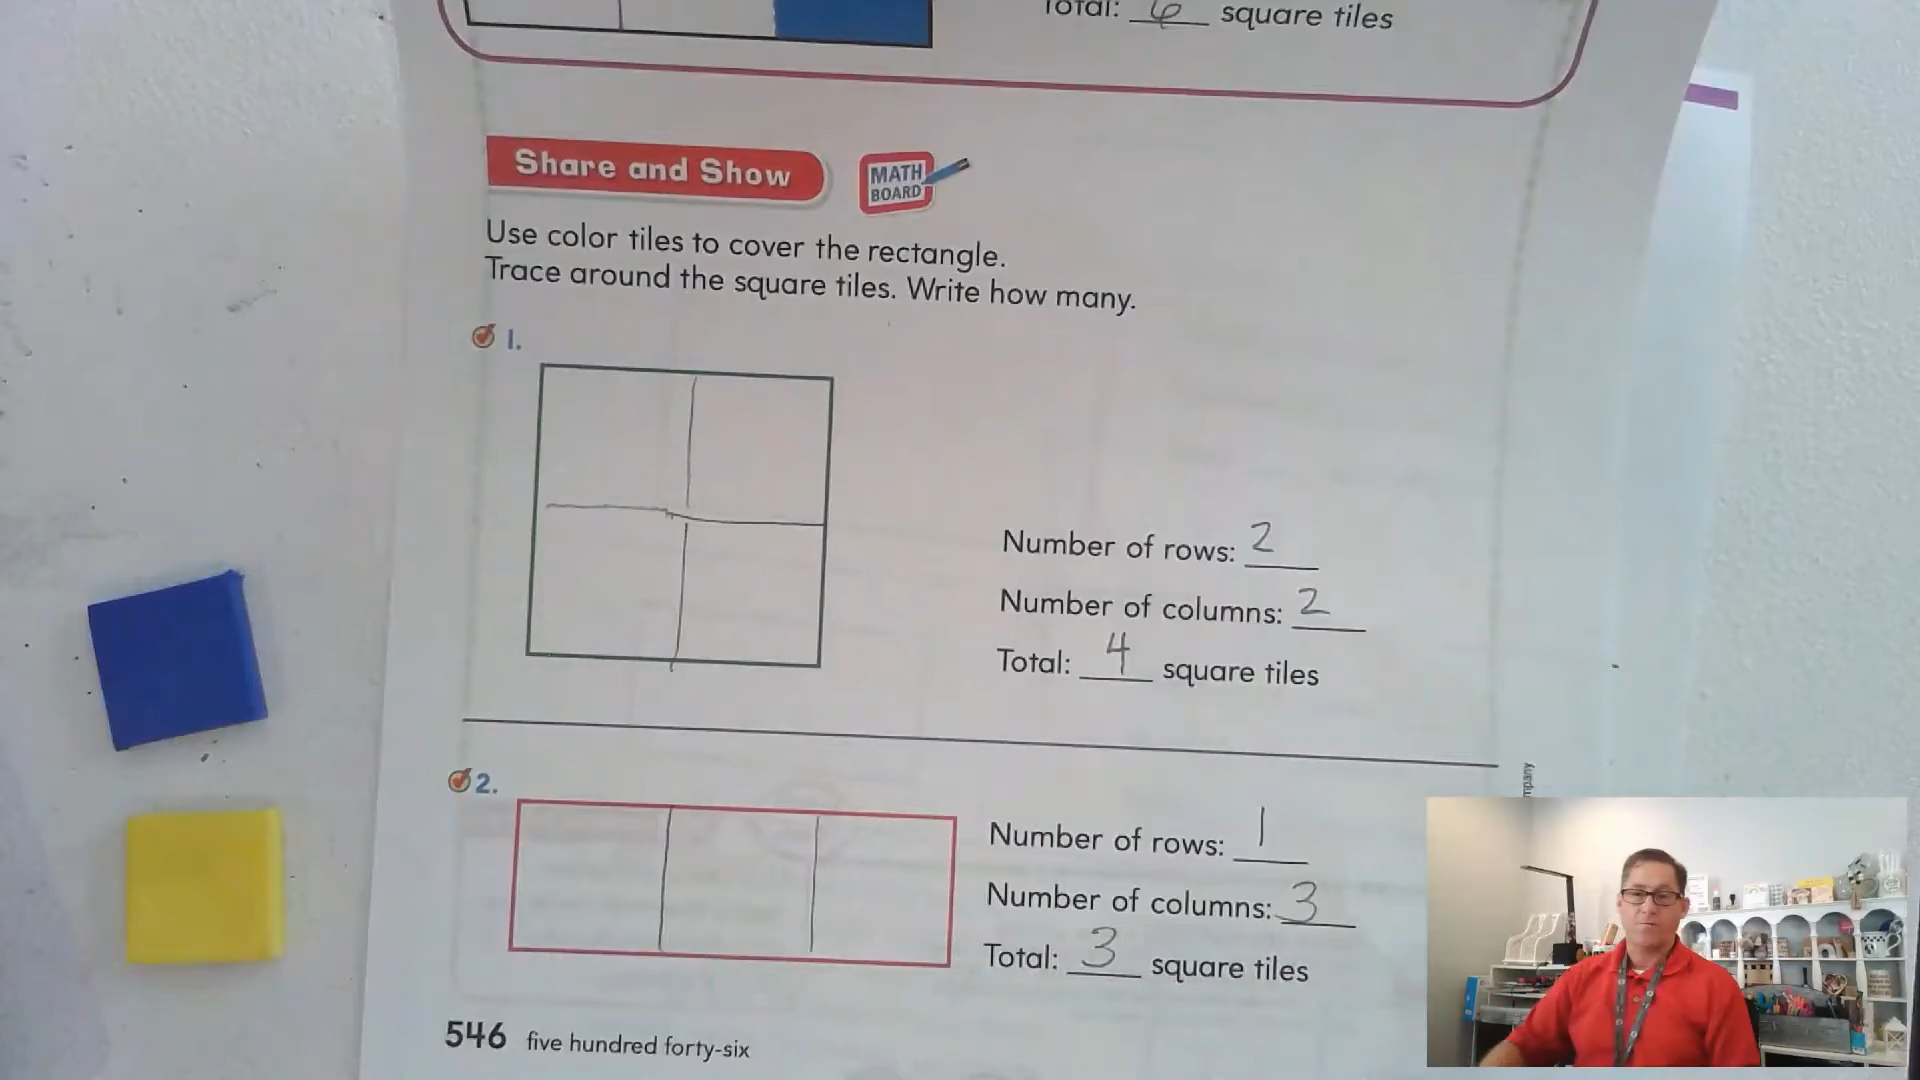 Total: 6 square tiles
Share and Show
MATH
BOARD
Use color tiles to cover the rectangle.
Trace around the square tiles. Write how many.
1.
Number of rows: 2
Number of columns: 2
Total: 4 square tiles
2.
Number of rows: 1
Number of columns: 3
Total: 3 square tiles
546 five hundred forty-six